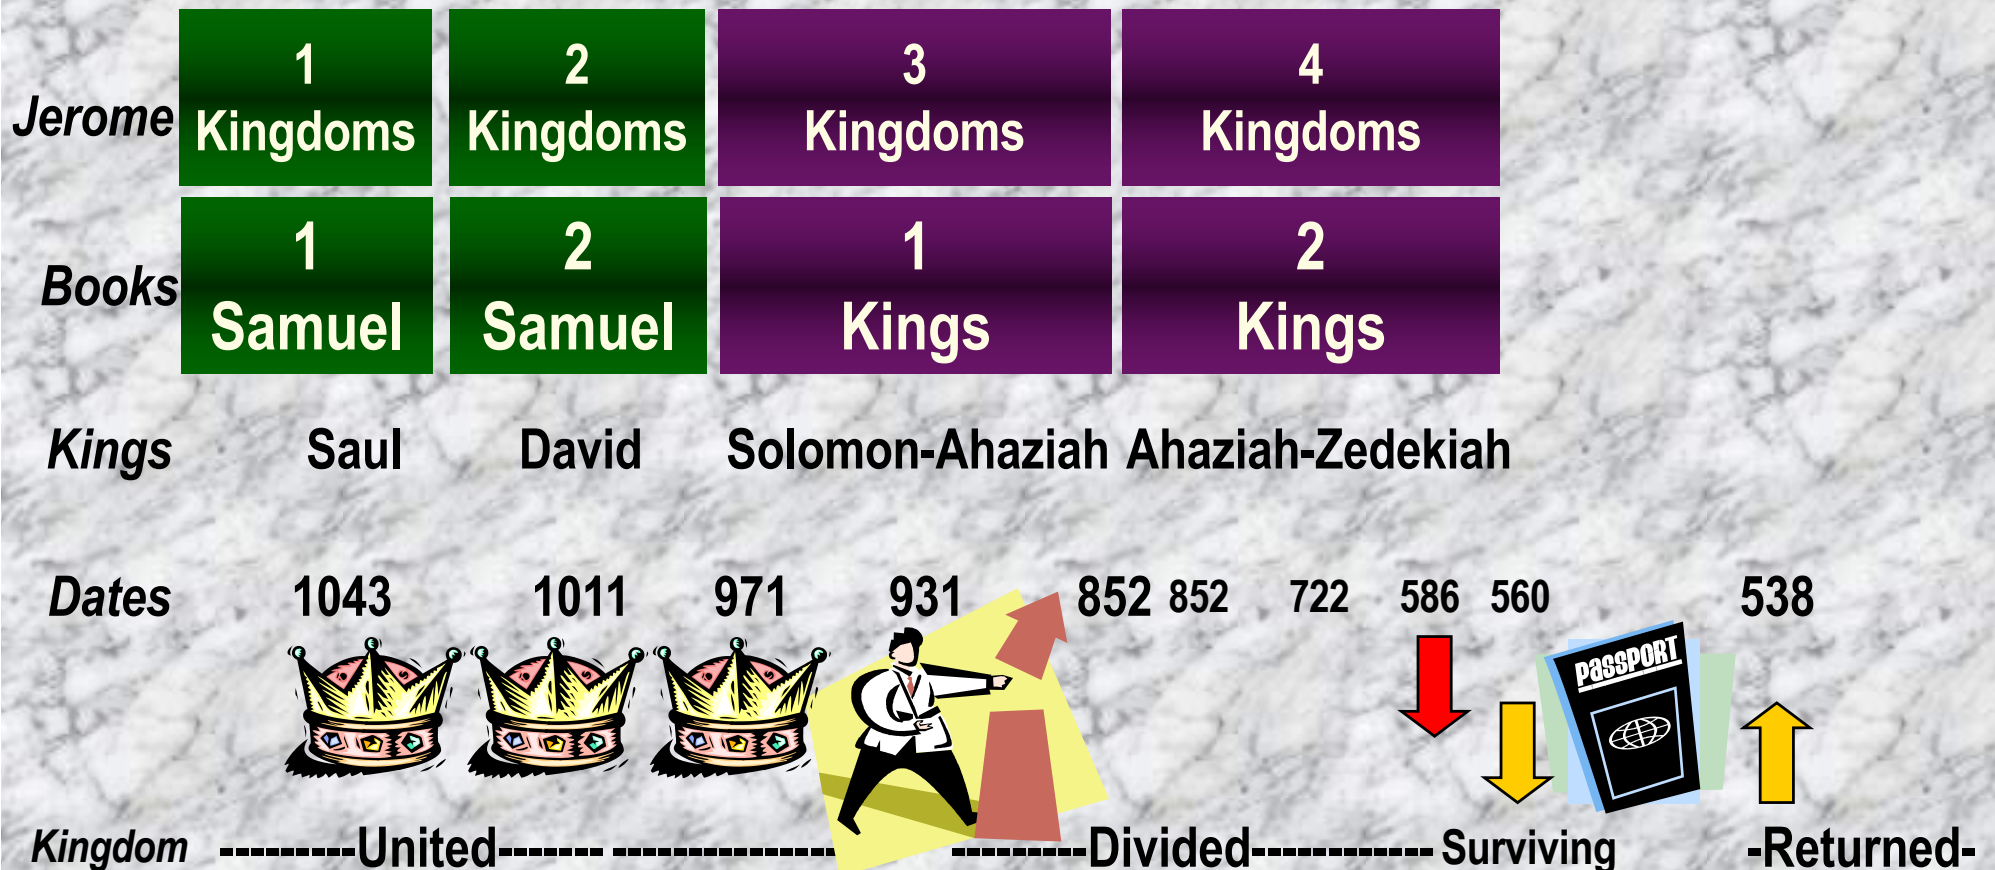 Jerome
1
Kingdoms
2
Kingdoms
3
Kingdoms
4
Kingdoms
Books
1
Samuel
2
Samuel
1
Kings
2
Kings
Kings Saul David Solomon-Ahaziah Ahaziah-Zedekiah
Dates 1043 1011 971 931 852 852 722 586 560 538
PASSPORT
Kingdom ---------United------- --------------- ---------Divided------------ Surviving -Returned-